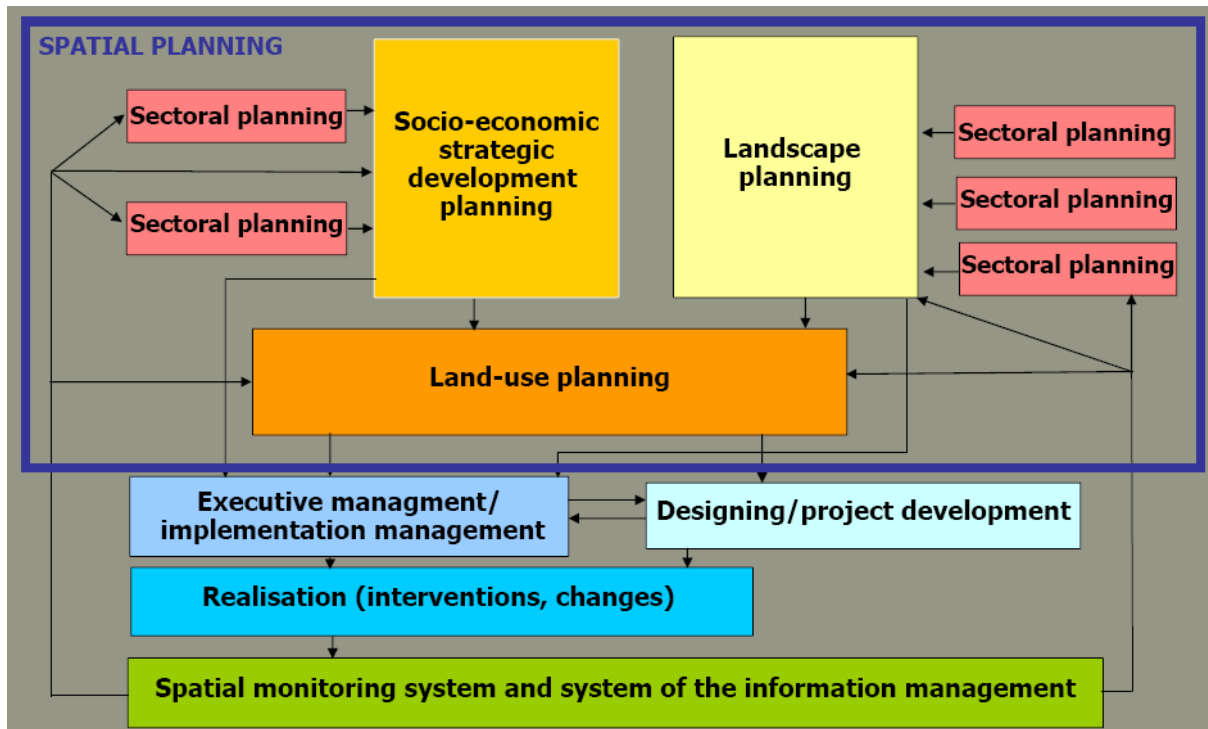 SPATIAL PLANNING
Sectoral planning
Sectoral planning
Socio-economic
strategic
development
planning
Landscape
planning
Sectoral planning
Sectoral planning
Sectoral planning
Land-use planning
Executive managment/
implementation management
Designing/project development
Realisation (interventions, changes)
Spatial monitoring system and system of the information management